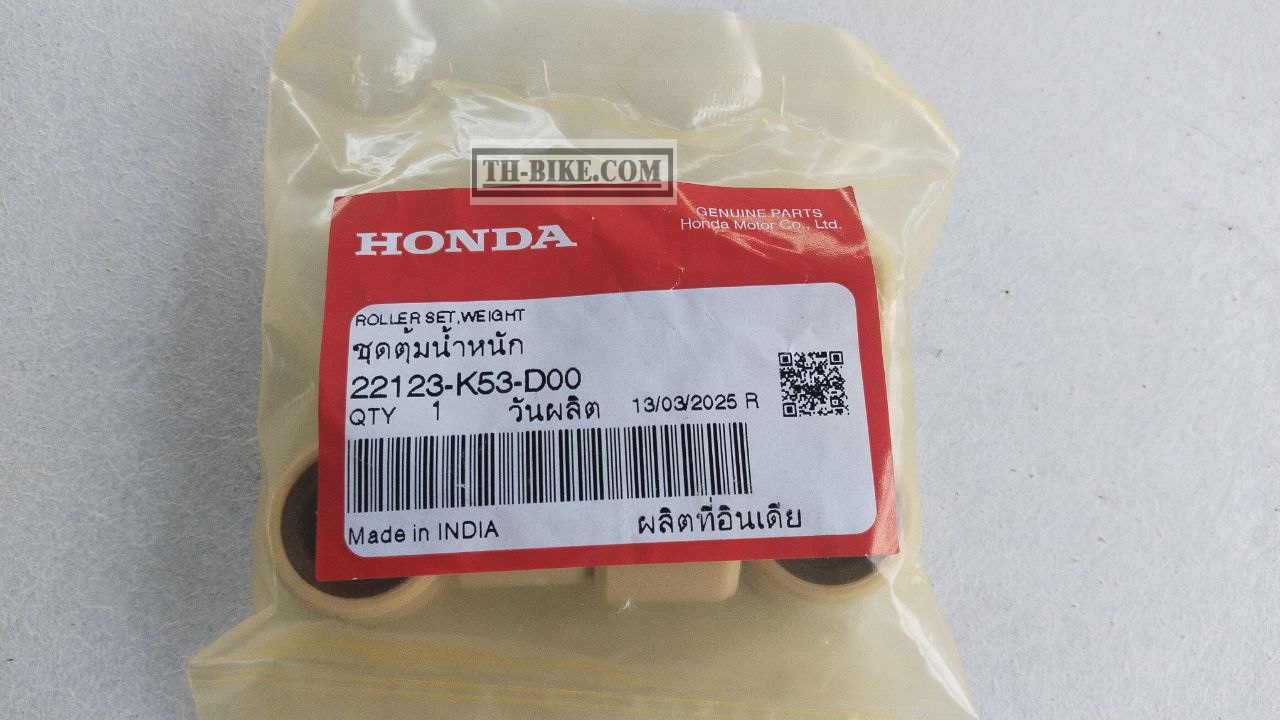 TH-BIKE.COM
HONDA
GENUINE PARTS
Honda Motor Co., Ltd.
ROLLER SET,WEIGHT
ชุดตุ้มน้ำหนัก
22123-K53-D00
QTY 1 วันผลิต 13/03/2025 R
Made in INDIA ผลิตที่อินเดีย